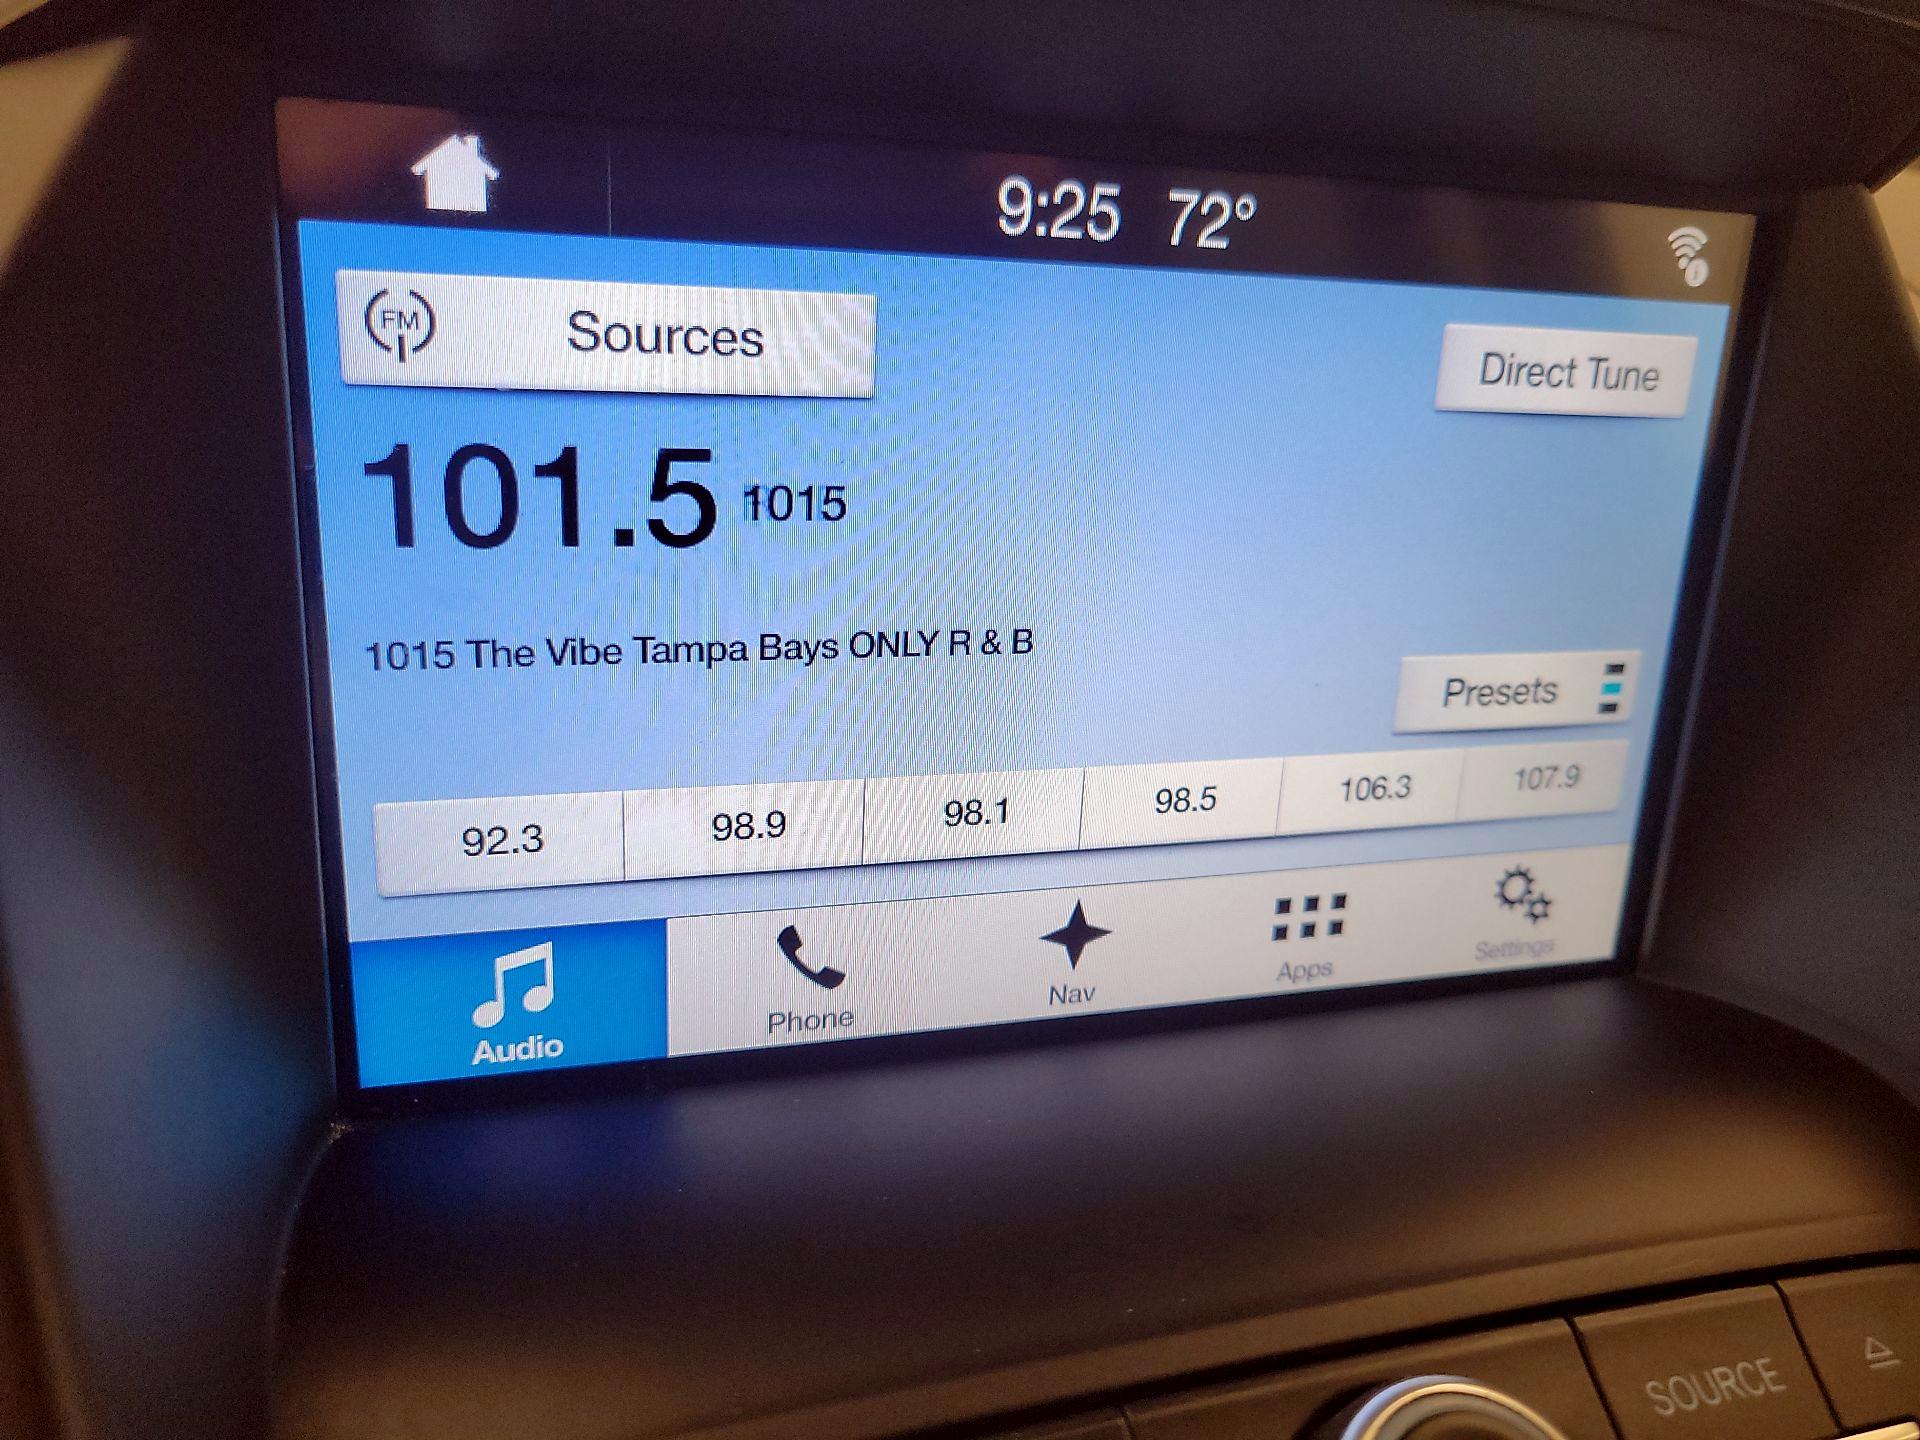 9:25 72°
FM Sources
Direct Tune
101.5 1015
1015 The Vibe Tampa Bays ONLY R & B
Presets
92.3 98.9 98.1 98.5 106.3 107.9
Audio Phone Nav Apps Settings
SOURCE